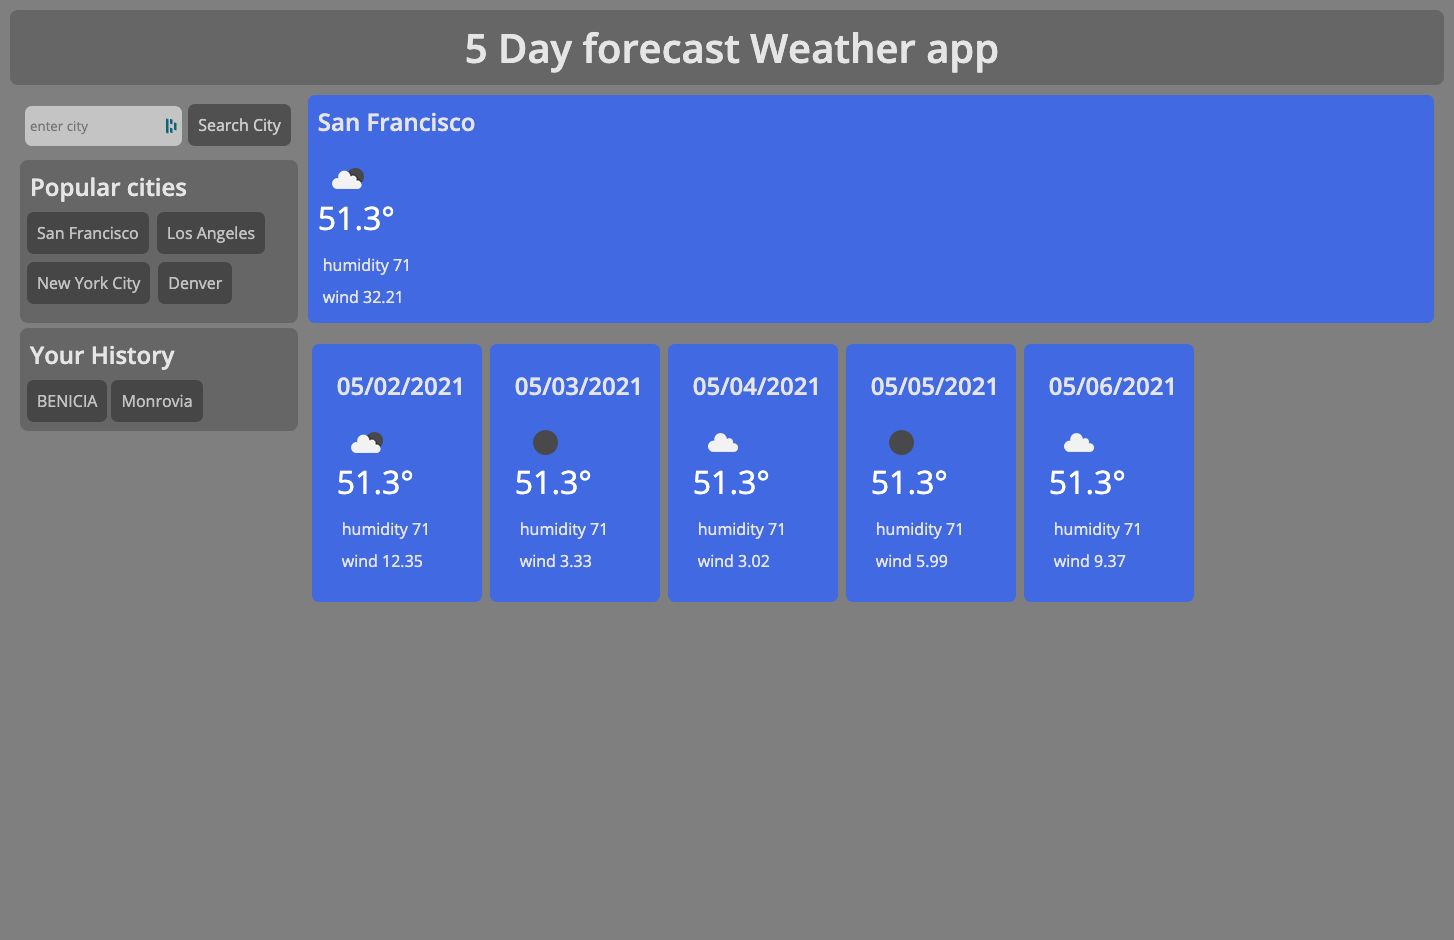 5 Day forecast Weather app
enter city
Search City
Popular cities
San Francisco
Los Angeles
New York City
Denver
Your History
BENICIA
Monrovia
San Francisco
51.3°
humidity 71
wind 32.21
05/02/2021
51.3°
humidity 71
wind 12.35
05/03/2021
51.3°
humidity 71
wind 3.33
05/04/2021
51.3°
humidity 71
wind 3.02
05/05/2021
51.3°
humidity 71
wind 5.99
05/06/2021
51.3°
humidity 71
wind 9.37